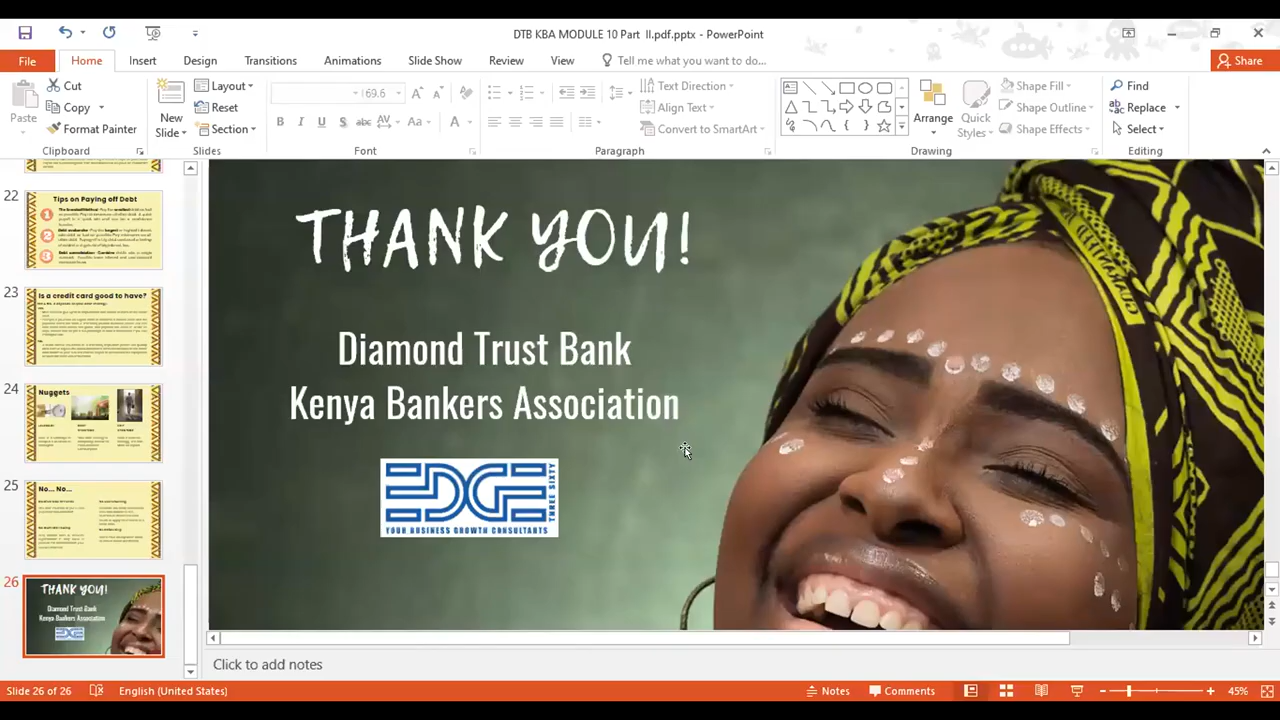 DTB KBA MODULE 10 Part II.pdf.pptx - PowerPoint
File Home Insert Design Transitions Animations Slide Show Review View Tell me what you want to do... Share
Cut
Copy
Format Painter
Paste
Clipboard
New
Slide
Layout
Reset
Section
Slides
69.6
Font
Text Direction
Align Text
Convert to SmartArt
Paragraph
Arrange
Quick
Styles
Shape Fill
Shape Outline
Shape Effects
Drawing
Find
Replace
Select
Editing
22
Tips on Paying off Debt
1
2
3
23
Is a credit card good to have?
24
Nuggets
25
No... No...
26
THANK YOU!
Diamond Trust Bank
Kenya Bankers Association
EDGE
THANK YOU!
Diamond Trust Bank
Kenya Bankers Association
EDGE
THREE SIXTY
YOUR BUSINESS GROWTH CONSULTANTS
Click to add notes
Slide 26 of 26 English (United States) Notes Comments 45%